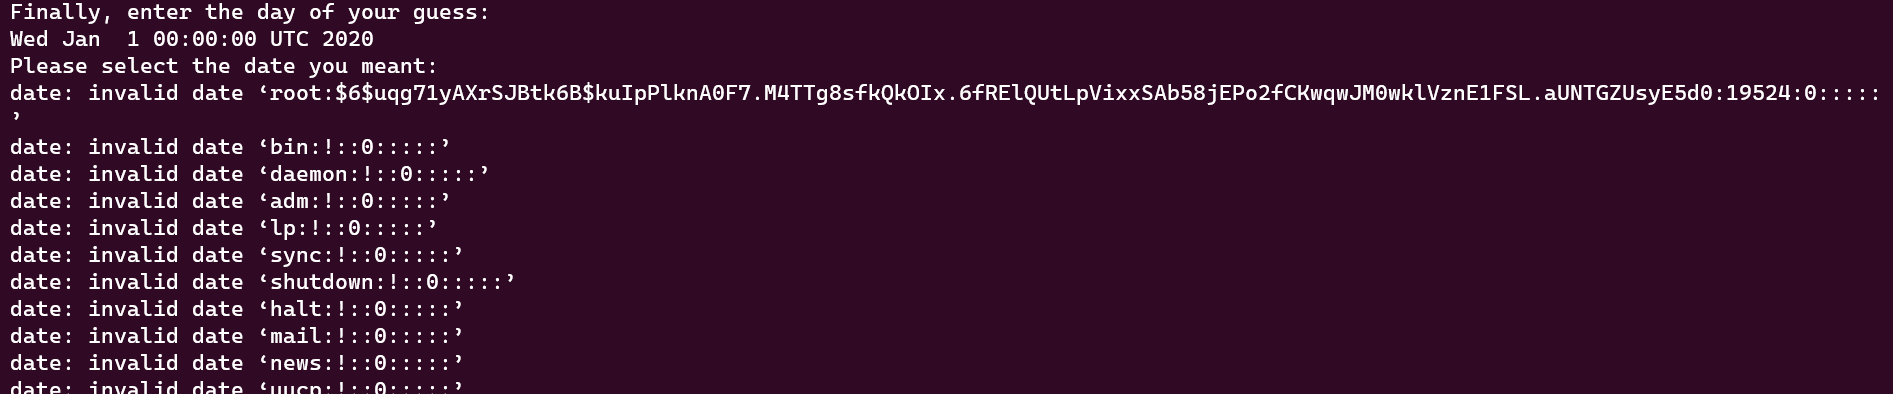 Finally, enter the day of your guess:
Wed Jan  1 00:00:00 UTC 2020
Please select the date you meant:
date: invalid date ‘root:$6$uqg71yAXrSJBtk6B$kuIpPlknA0F7.M4TTg8sfkQkOIx.6fRElQUtLpVixxSAb58jEPo2fCKwqwJM0wklVznE1FSL.aUNTGZUsyE5d0:19524:0:::::
’
date: invalid date ‘bin:!::0:::::’
date: invalid date ‘daemon:!::0:::::’
date: invalid date ‘adm:!::0:::::’
date: invalid date ‘lp:!::0:::::’
date: invalid date ‘sync:!::0:::::’
date: invalid date ‘shutdown:!::0:::::’
date: invalid date ‘halt:!::0:::::’
date: invalid date ‘mail:!::0:::::’
date: invalid date ‘news:!::0:::::’
date: invalid date ‘uucp:!::0:::::’